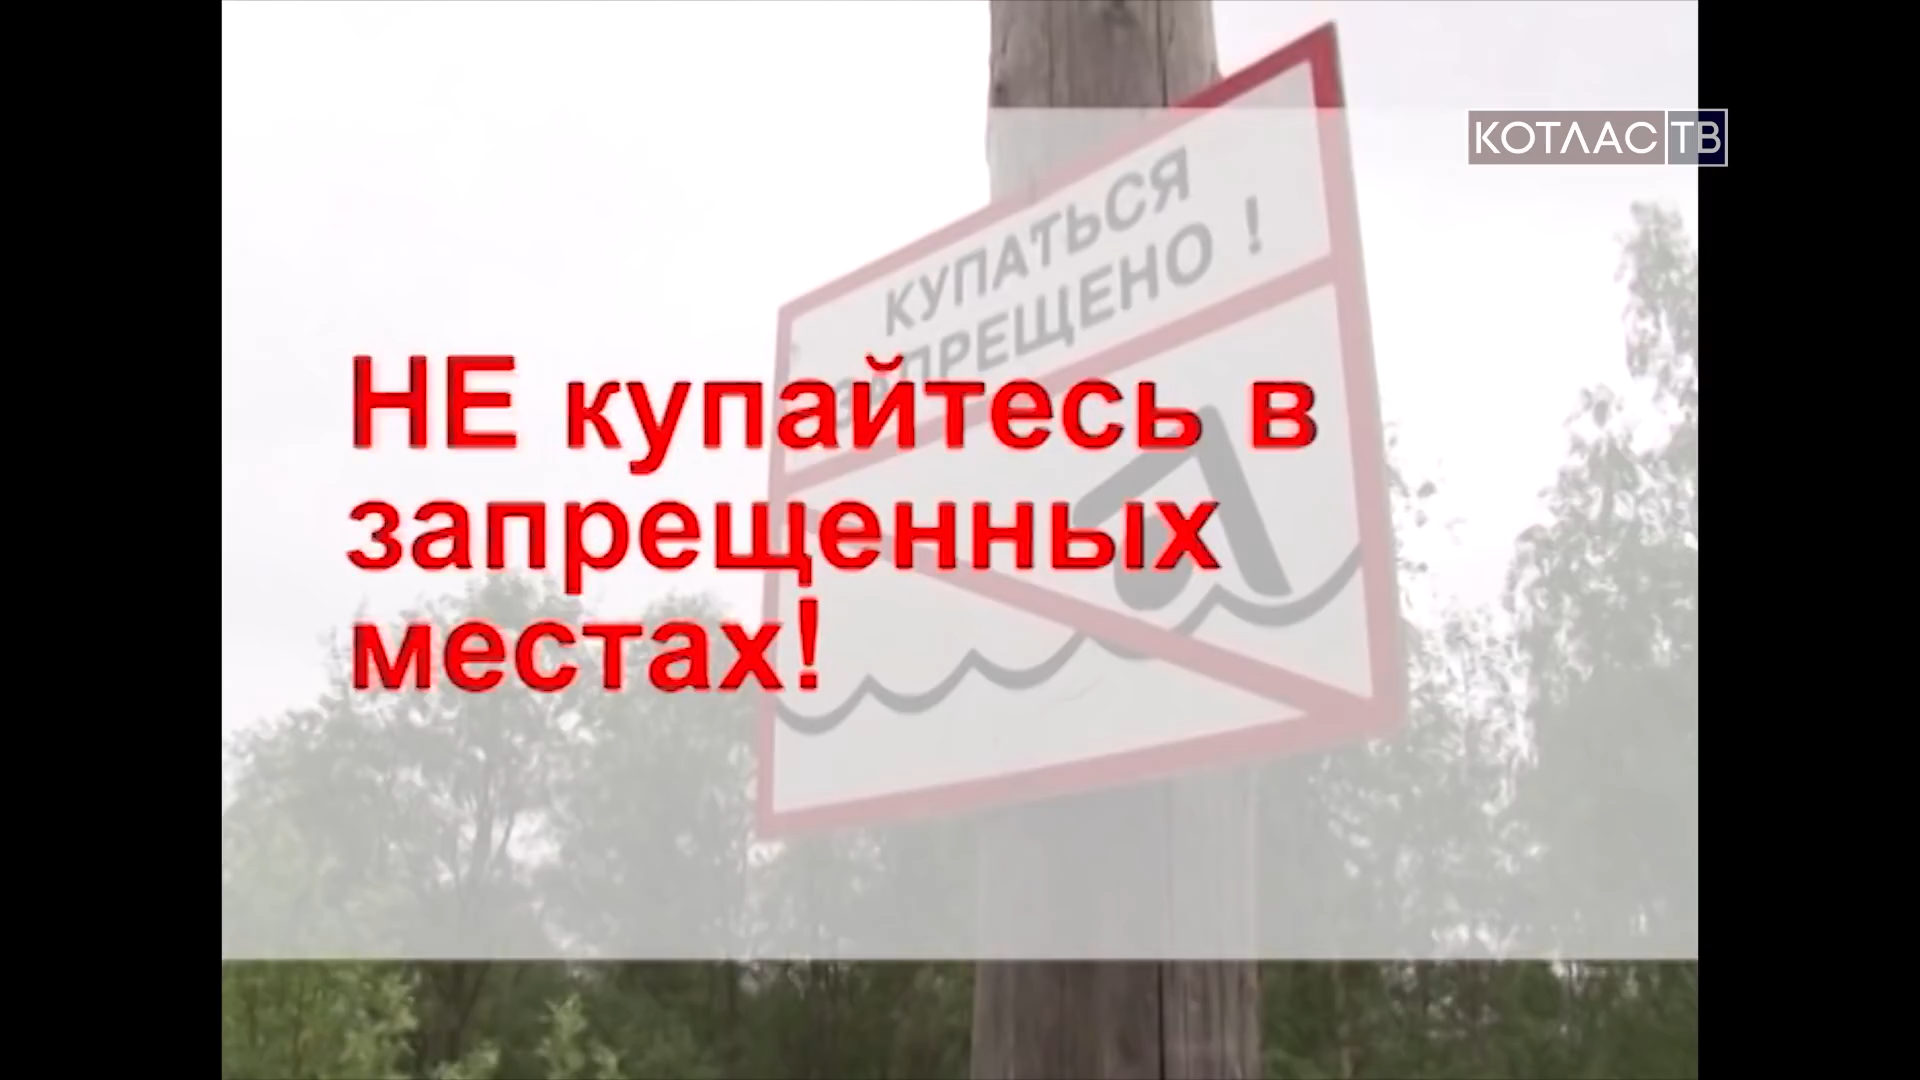 КОТЛАС ТВ
КУПАТЬСЯ
ЗАПРЕЩЕНО !
НЕ купайтесь в
запрещенных
местах!